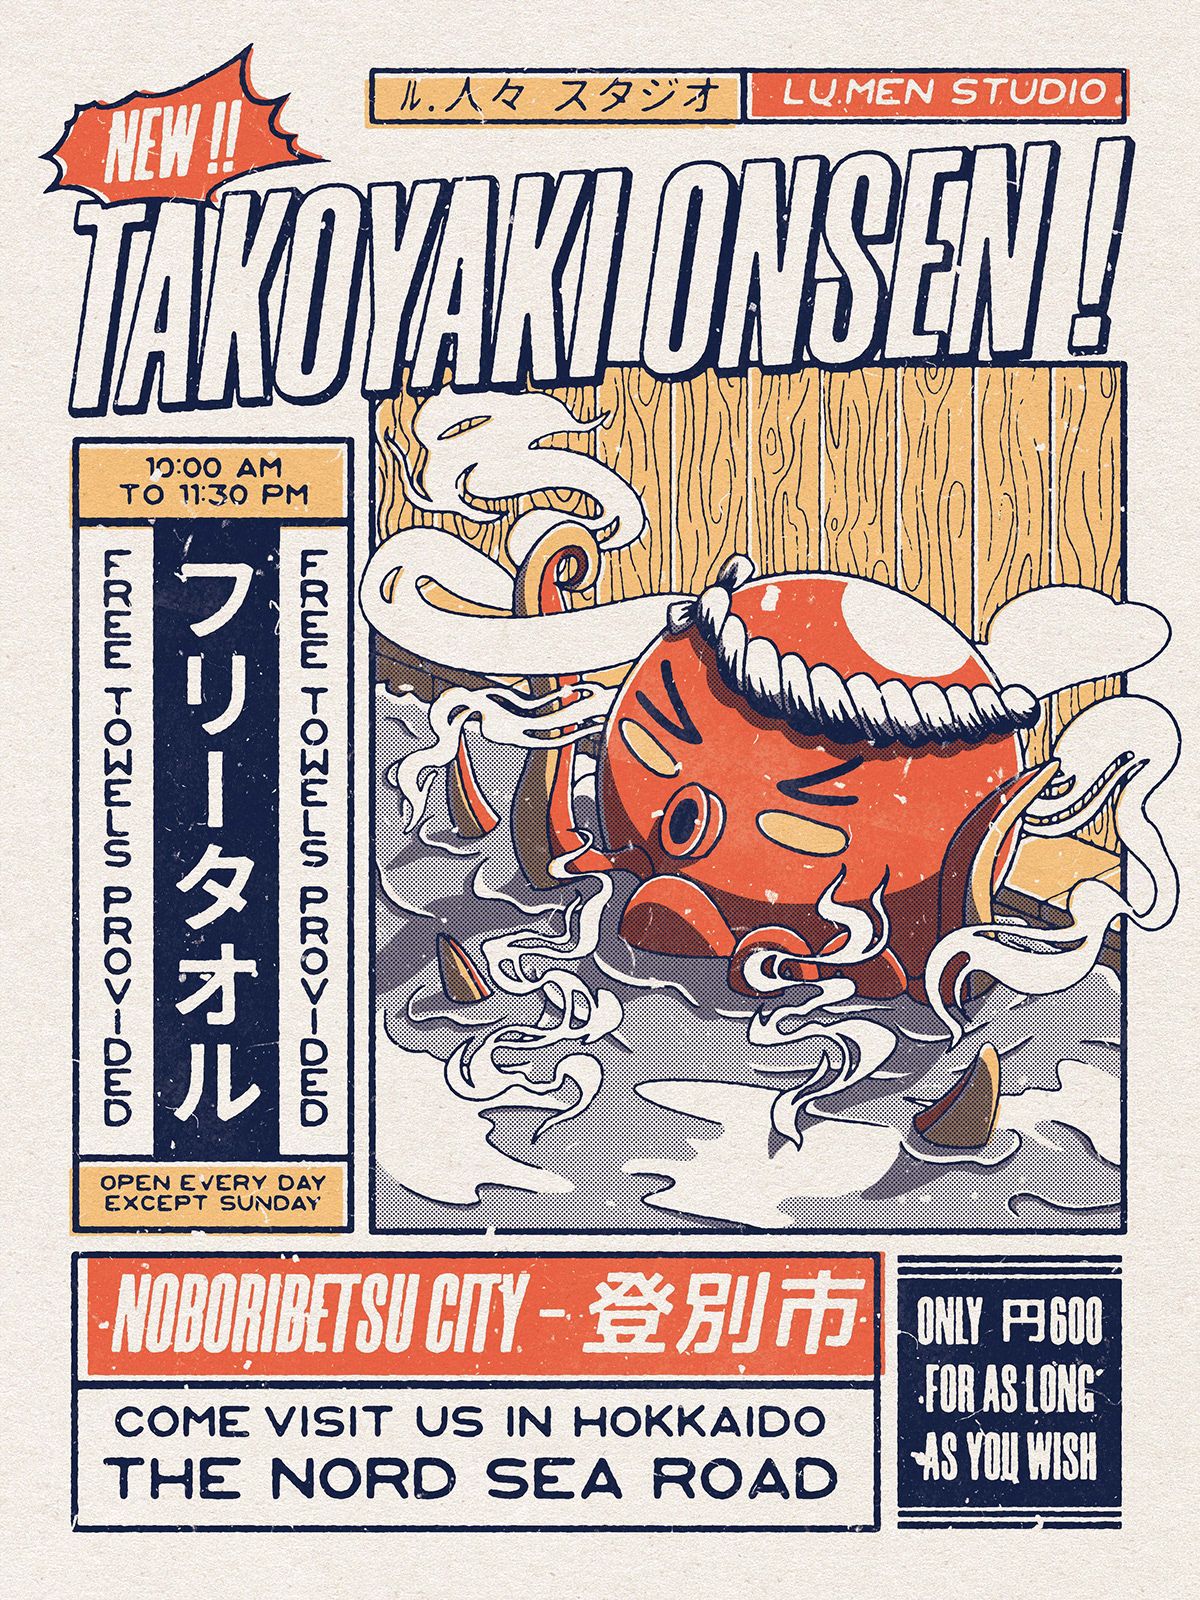 NEW !!
ル.人々 スタジオ
LU.MEN STUDIO
TAKOYAKI ONSEN !
10:00 AM
TO 11:30 PM
FREE TOWELS PROVIDED
フリータオル
FREE TOWELS PROVIDED
OPEN EVERY DAY
EXCEPT SUNDAY
NOBORIBETSU CITY - 登別市
COME VISIT US IN HOKKAIDO
THE NORD SEA ROAD
ONLY 円600
FOR AS LONG
AS YOU WISH